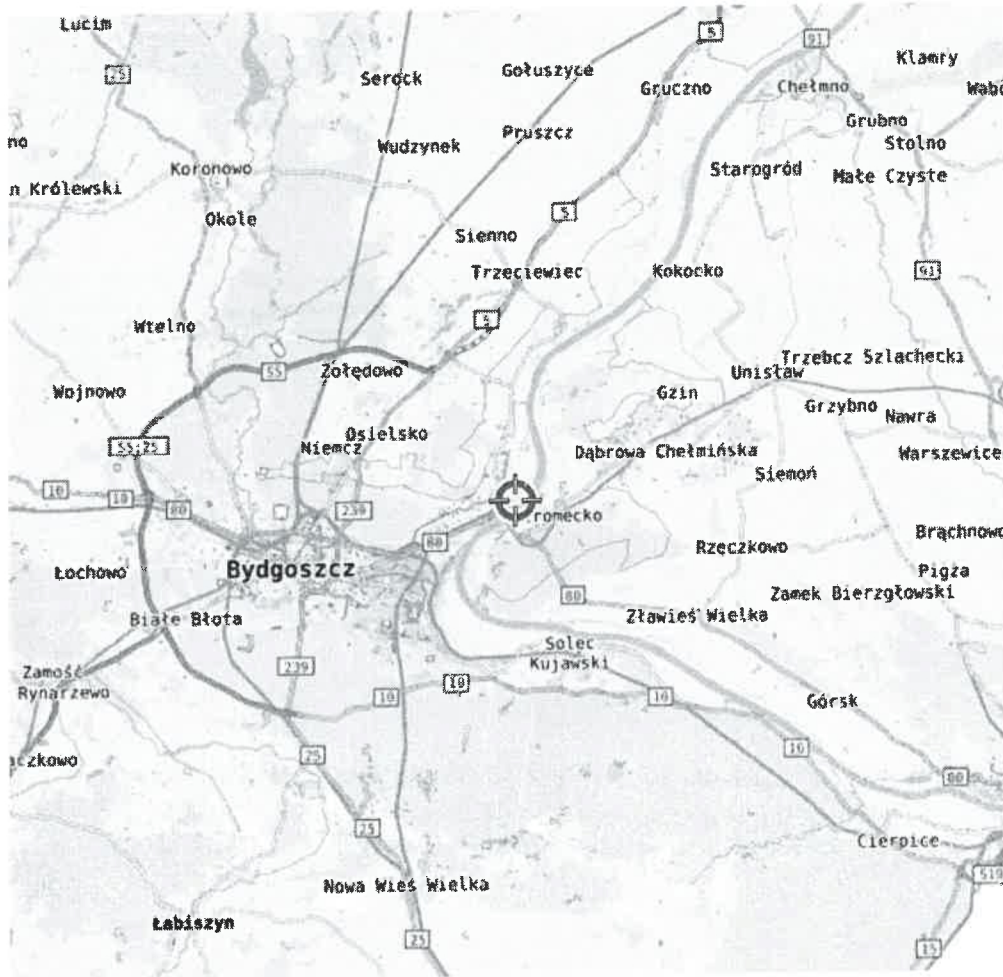 Lucim
25
Serock
Gołuszyce
5
91
Klamry
Gruczno
Chełmno
Wudzynek
Pruszcz
Grubno
Stolno
Koronowo
Starogród
Małe Czyste
n Królewski
Okole
5
Sienno
Trzeciewiec
Kokocko
91
Wtelno
5
Żołędowo
S5
Trzebcz Szlachecki
Unisław
Wojnowo
Gzin
Grzybno
Nawra
Osielsko
Niemcz
S5;25
Dąbrowa Chełmińska
Siemoń
Warszewice
10
10
80
239
romecko
80
Brąchnowo
Rzęczkowo
Łochowo
Bydgoszcz
Pigża
80
Zamek Bierzgłowski
Białe Błota
Zławieś Wielka
Solec
Kujawski
239
Zamość
Rynarzewo
10
10
10
Górsk
25
10
aczkowo
80
25
Cierpice
Nowa Wieś Wielka
519
Łabiszyn
25
15